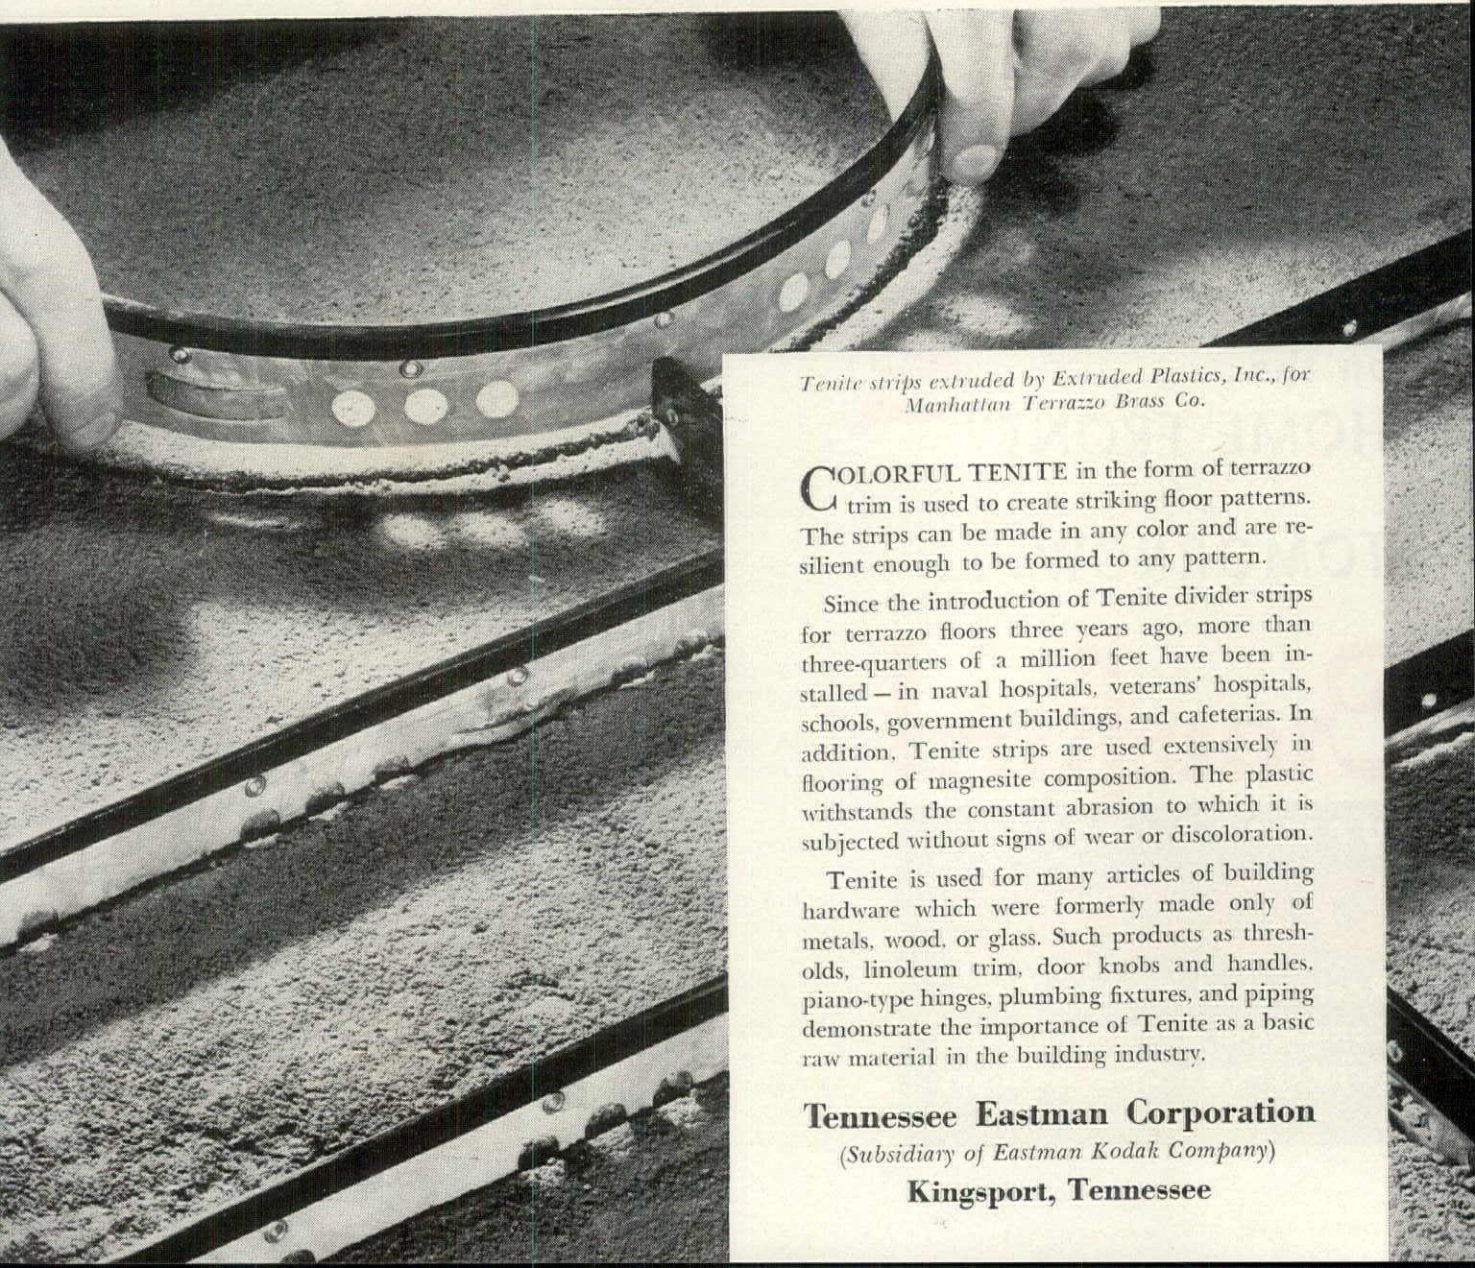 Tenite strips extruded by Extruded Plastics, Inc., for
Manhattan Terrazzo Brass Co.
COLORFUL TENITE in the form of terrazzo
trim is used to create striking floor patterns.
The strips can be made in any color and are re-
silient enough to be formed to any pattern.
Since the introduction of Tenite divider strips
for terrazzo floors three years ago, more than
three-quarters of a million feet have been in-
stalled — in naval hospitals, veterans' hospitals,
schools, government buildings, and cafeterias. In
addition, Tenite strips are used extensively in
flooring of magnesite composition. The plastic
withstands the constant abrasion to which it is
subjected without signs of wear or discoloration.
Tenite is used for many articles of building
hardware which were formerly made only of
metals, wood, or glass. Such products as thresh-
olds, linoleum trim, door knobs and handles,
piano-type hinges, plumbing fixtures, and piping
demonstrate the importance of Tenite as a basic
raw material in the building industry.
Tennessee Eastman Corporation
(Subsidiary of Eastman Kodak Company)
Kingsport, Tennessee